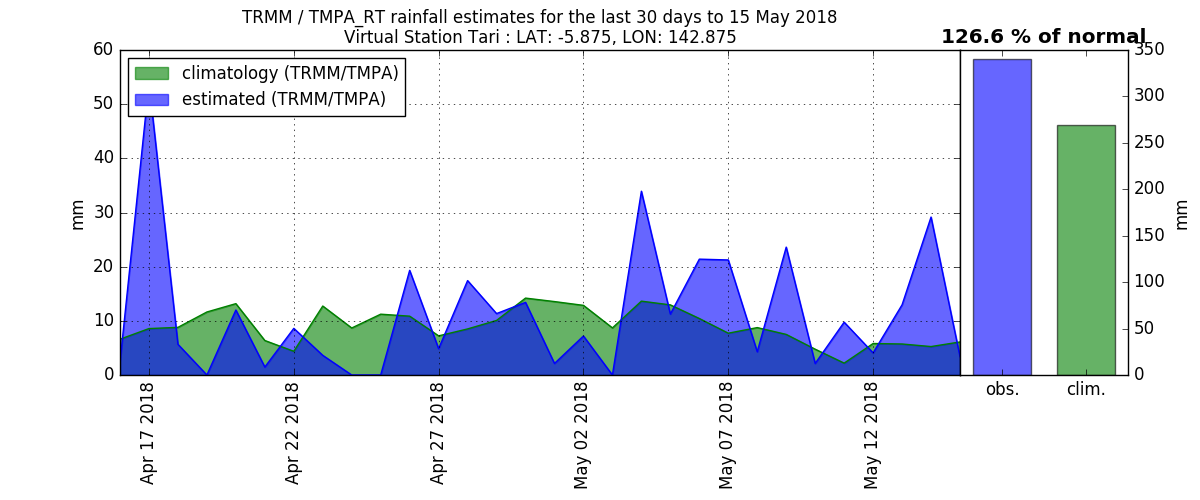 TRMM / TMPA_RT rainfall estimates for the last 30 days to 15 May 2018
Virtual Station Tari : LAT: -5.875, LON: 142.875
126.6 % of normal
climatology (TRMM/TMPA)
estimated (TRMM/TMPA)
60
50
40
30
20
10
0
mm
Apr 17 2018
Apr 22 2018
Apr 27 2018
May 02 2018
May 07 2018
May 12 2018
obs.
clim.
350
300
250
200
150
100
50
0
mm